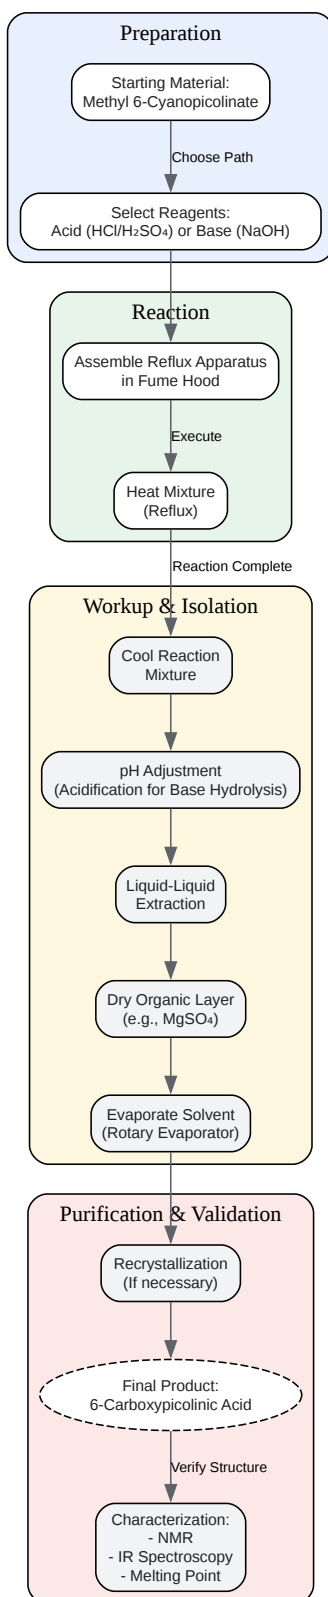 Preparation
Starting Material:
Methyl 6-Cyanopicolinate
Choose Path
Select Reagents:
Acid (HCl/H₂SO₄) or Base (NaOH)
Reaction
Assemble Reflux Apparatus
in Fume Hood
Execute
Heat Mixture
(Reflux)
Reaction Complete
Workup & Isolation
Cool Reaction
Mixture
pH Adjustment
(Acidification for Base Hydrolysis)
Liquid-Liquid
Extraction
Dry Organic Layer
(e.g., MgSO₄)
Evaporate Solvent
(Rotary Evaporator)
Purification & Validation
Recrystallization
(If necessary)
Final Product:
6-Carboxypicolinic Acid
Verify Structure
Characterization:
- NMR
- IR Spectroscopy
- Melting Point